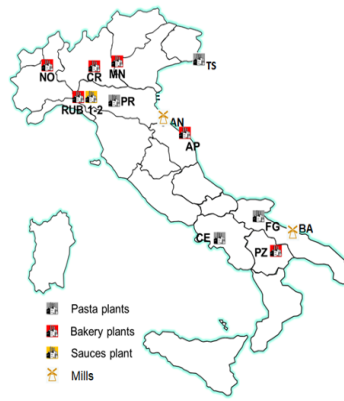 TS
NO
CR
MN
PR
RUB 1-2
AN
AP
FG
BA
CE
PZ
Pasta plants
Bakery plants
Sauces plant
Mills